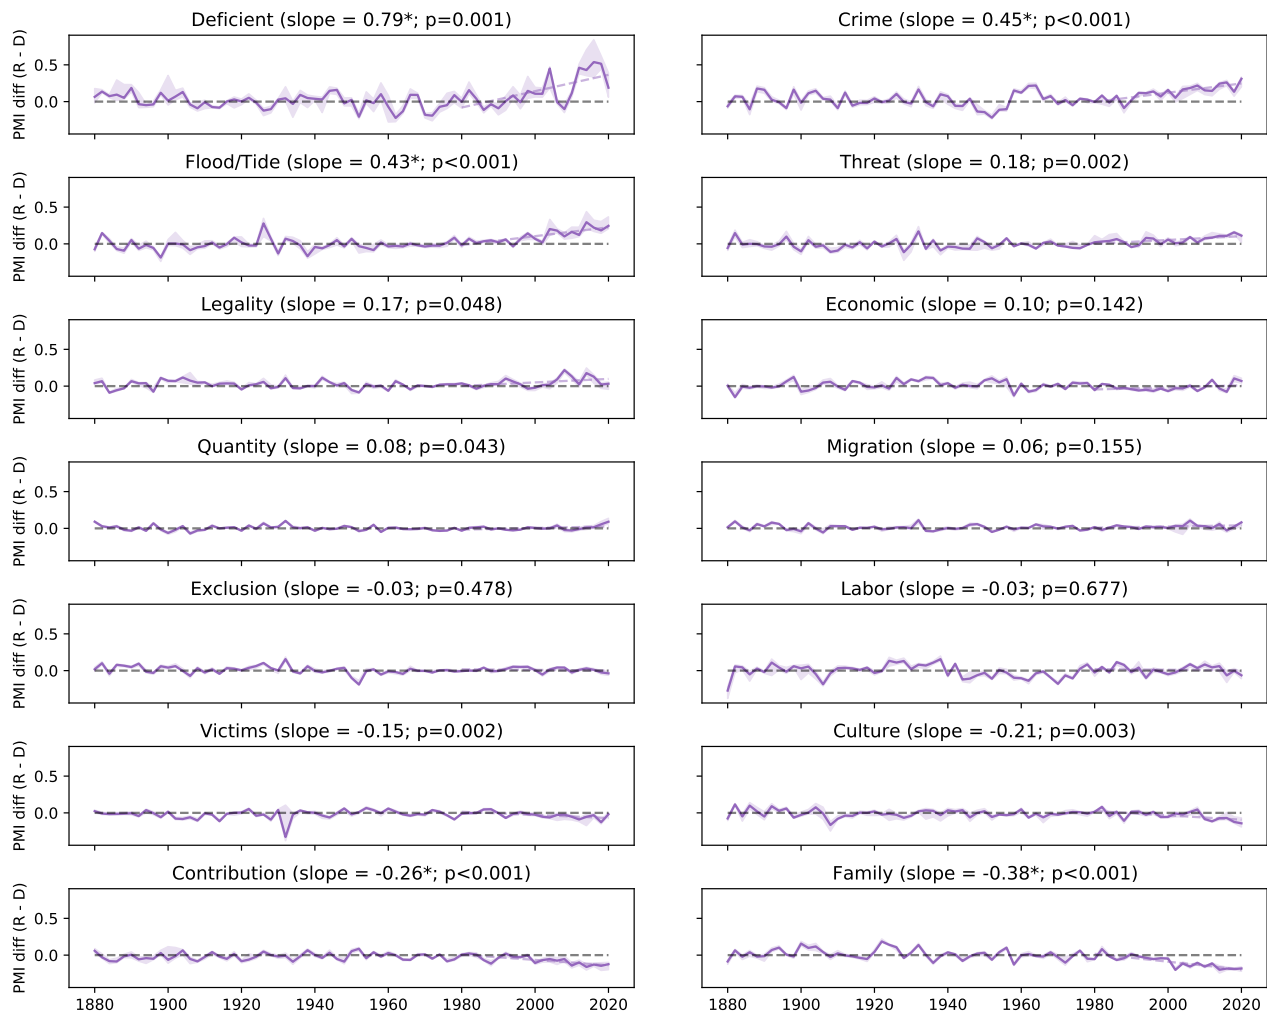 Deficient (slope = 0.79*; p=0.001)
Crime (slope = 0.45*; p<0.001)
PMI diff (R - D)
0.5
0.0
Flood/Tide (slope = 0.43*; p<0.001)
Threat (slope = 0.18; p=0.002)
PMI diff (R - D)
0.5
0.0
Legality (slope = 0.17; p=0.048)
Economic (slope = 0.10; p=0.142)
PMI diff (R - D)
0.5
0.0
Quantity (slope = 0.08; p=0.043)
Migration (slope = 0.06; p=0.155)
PMI diff (R - D)
0.5
0.0
Exclusion (slope = -0.03; p=0.478)
Labor (slope = -0.03; p=0.677)
PMI diff (R - D)
0.5
0.0
Victims (slope = -0.15; p=0.002)
Culture (slope = -0.21; p=0.003)
PMI diff (R - D)
0.5
0.0
Contribution (slope = -0.26*; p<0.001)
Family (slope = -0.38*; p<0.001)
PMI diff (R - D)
0.5
0.0
1880 1900 1920 1940 1960 1980 2000 2020
1880 1900 1920 1940 1960 1980 2000 2020